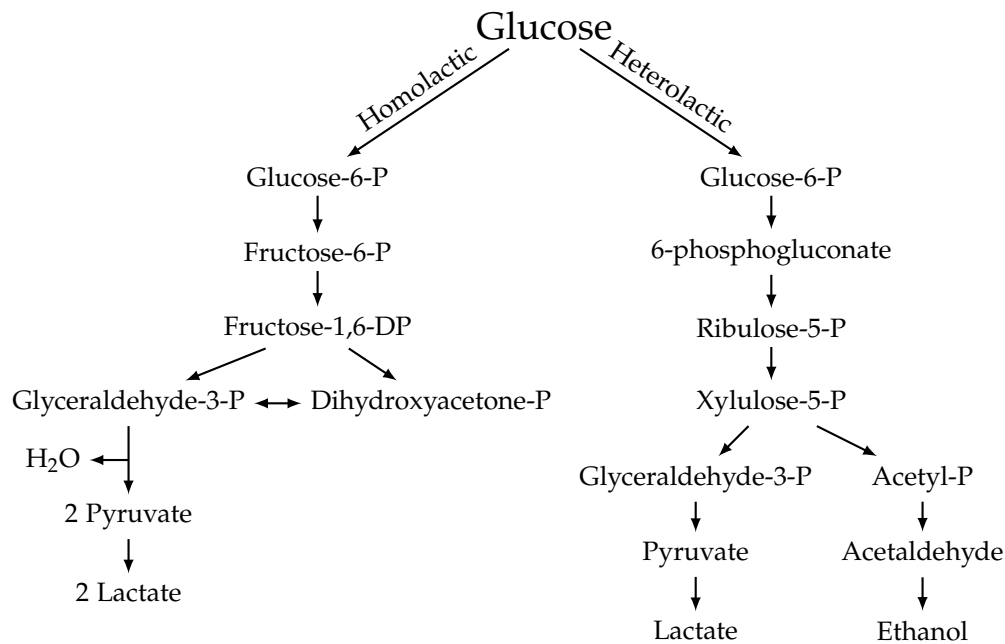 Glucose
Homolactic
Heterolactic
Glucose-6-P
Glucose-6-P
Fructose-6-P
6-phosphogluconate
Fructose-1,6-DP
Ribulose-5-P
Glyceraldehyde-3-P
Dihydroxyacetone-P
Xylulose-5-P
H₂O
Glyceraldehyde-3-P
Acetyl-P
2 Pyruvate
Pyruvate
Acetaldehyde
2 Lactate
Lactate
Ethanol